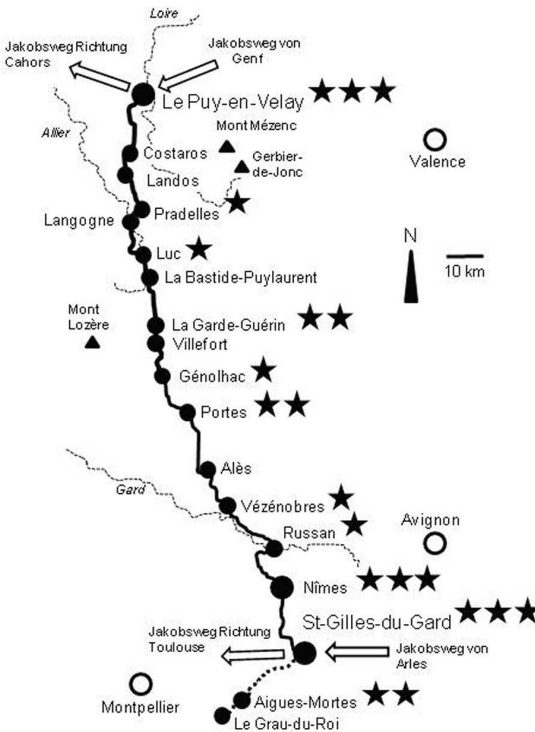 Loire
Jakobsweg Richtung
Cahors
Jakobsweg von
Genf
Le Puy-en-Velay
Allier
Mont Mézenc
Costaros
Gerbier-
de-Jonc
Valence
Landos
Pradelles
Langogne
N
Luc
10 km
La Bastide-Puylaurent
Mont
Lozère
La Garde-Guérin
Villefort
Génolhac
Portes
Alès
Gard
Vézénobres
Russan
Avignon
Nîmes
St-Gilles-du-Gard
Jakobsweg Richtung
Toulouse
Jakobsweg von
Arles
Montpellier
Aigues-Mortes
Le Grau-du-Roi